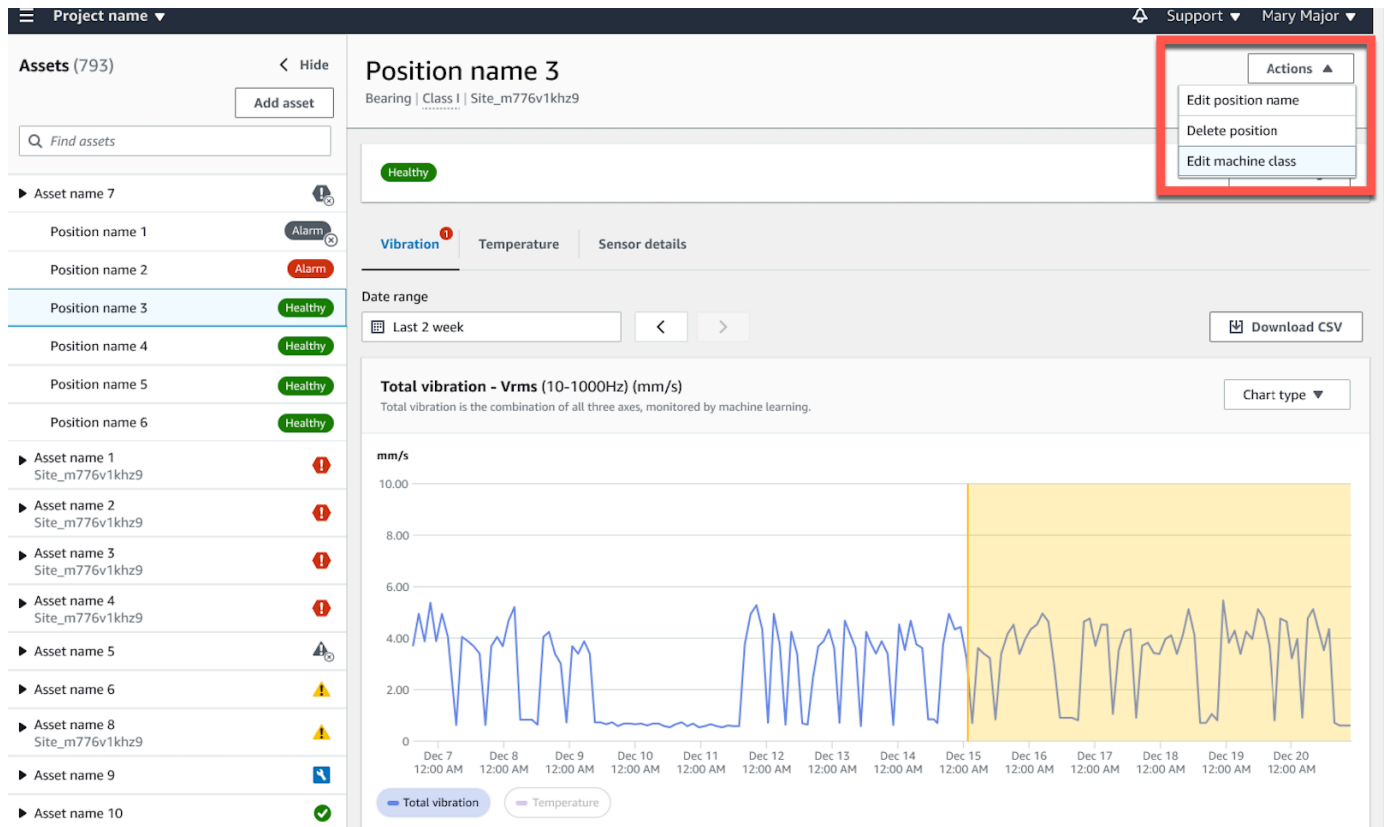 Project name
Support
Mary Major
Assets (793)
Hide
Add asset
Find assets
Asset name 7
Position name 1
Alarm
Position name 2
Alarm
Position name 3
Healthy
Position name 4
Healthy
Position name 5
Healthy
Position name 6
Healthy
Asset name 1
Site_m776v1khz9
Asset name 2
Site_m776v1khz9
Asset name 3
Site_m776v1khz9
Asset name 4
Site_m776v1khz9
Asset name 5
Asset name 6
Asset name 8
Site_m776v1khz9
Asset name 9
Asset name 10
Position name 3
Bearing | Class I | Site_m776v1khz9
Actions
Edit position name
Delete position
Edit machine class
Healthy
Vibration 1
Temperature
Sensor details
Date range
Last 2 week
Download CSV
Total vibration - Vrms (10-1000Hz) (mm/s)
Total vibration is the combination of all three axes, monitored by machine learning.
Chart type
mm/s
10.00
8.00
6.00
4.00
2.00
0
Dec 7 12:00 AM
Dec 8 12:00 AM
Dec 9 12:00 AM
Dec 10 12:00 AM
Dec 11 12:00 AM
Dec 12 12:00 AM
Dec 13 12:00 AM
Dec 14 12:00 AM
Dec 15 12:00 AM
Dec 16 12:00 AM
Dec 17 12:00 AM
Dec 18 12:00 AM
Dec 19 12:00 AM
Dec 20 12:00 AM
Total vibration
Temperature